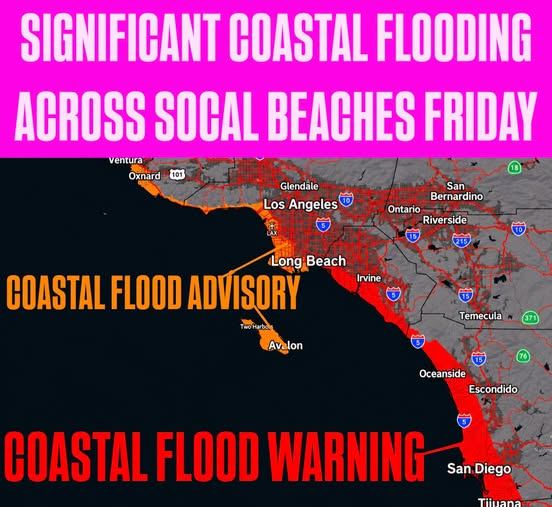 SIGNIFICANT COASTAL FLOODING
ACROSS SOCAL BEACHES FRIDAY
Ventura
Oxnard
101
18
Glendale
San
Bernardino
Los Angeles
10
Ontario
Riverside
LAX
5
15
215
10
Long Beach
COASTAL FLOOD ADVISORY
Irvine
5
15
Temecula
371
Two Harbors
Avalon
5
15
76
Oceanside
Escondido
5
COASTAL FLOOD WARNING
San Diego
Tijuana